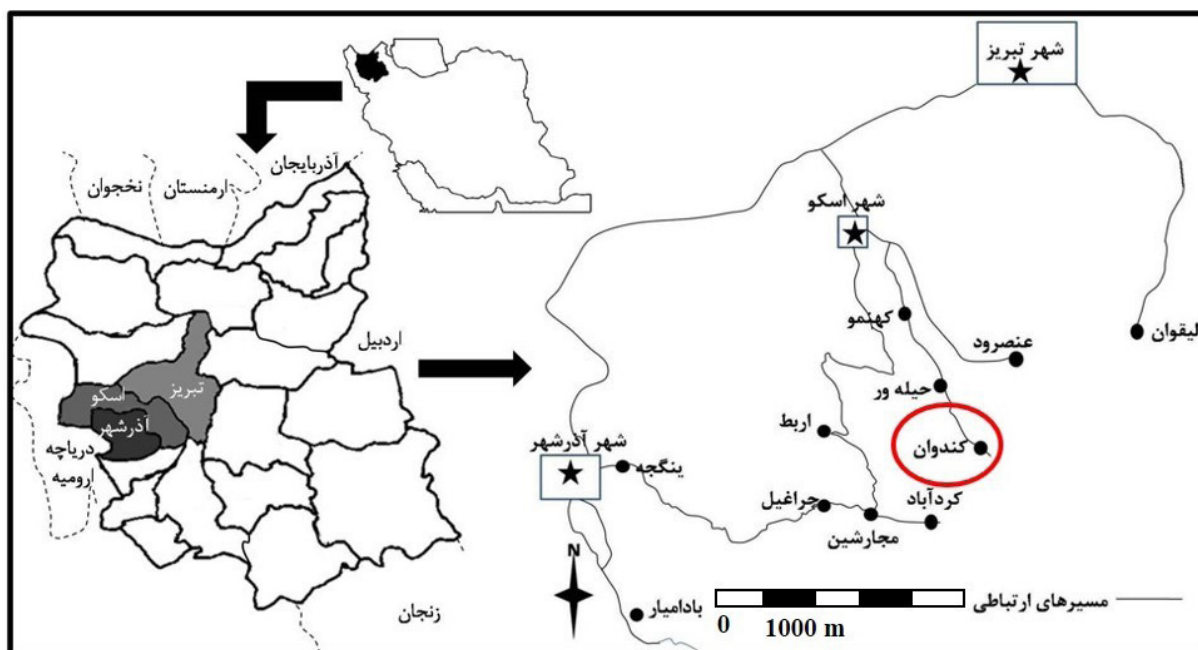 آذربایجان
ارمنستان
نخجوان
اردبیل
تبریز
اسکو
آذرشهر
دریاچه
ارومیه
زنجان
شهر تبریز
شهر اسکو
کهنمو
عنصرود
لیقوان
حیله ور
کندوان
اربط
شهر آذرشهر
ینگجه
چراغیل
کردآباد
مجارشین
N
بادامیار
مسیرهای ارتباطی
0 1000 m